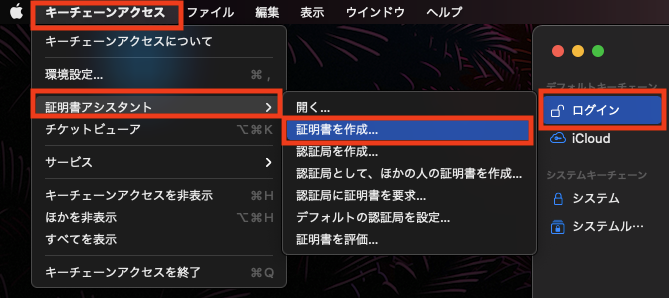 キーチェーンアクセス ファイル 編集 表示 ウインドウ ヘルプ
キーチェーンアクセスについて
環境設定... ⌘ ,
証明書アシスタント
チケットビューア ⌥⌘K
サービス
キーチェーンアクセスを非表示 ⌘H
ほかを非表示 ⌥⌘H
すべてを表示
キーチェーンアクセスを終了 ⌘Q
開く...
証明書を作成...
認証局を作成...
認証局として、ほかの人の証明書を作成...
認証局に証明書を要求...
デフォルトの認証局を設定...
証明書を評価...
デフォルトキーチェーン
ログイン
iCloud
システムキーチェーン
システム
システムル…